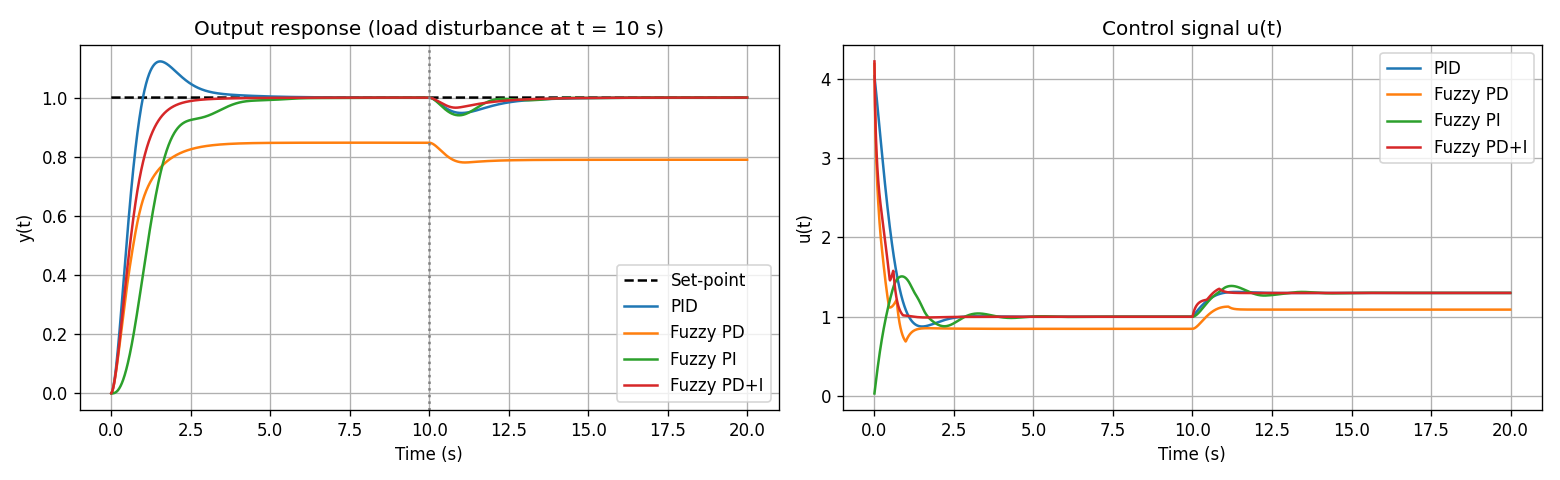 Output response (load disturbance at t = 10 s)
y(t)
1.0
0.8
0.6
0.4
0.2
0.0
Set-point
PID
Fuzzy PD
Fuzzy PI
Fuzzy PD+I
0.0 2.5 5.0 7.5 10.0 12.5 15.0 17.5 20.0
Time (s)
Control signal u(t)
u(t)
4
3
2
1
0
PID
Fuzzy PD
Fuzzy PI
Fuzzy PD+I
0.0 2.5 5.0 7.5 10.0 12.5 15.0 17.5 20.0
Time (s)